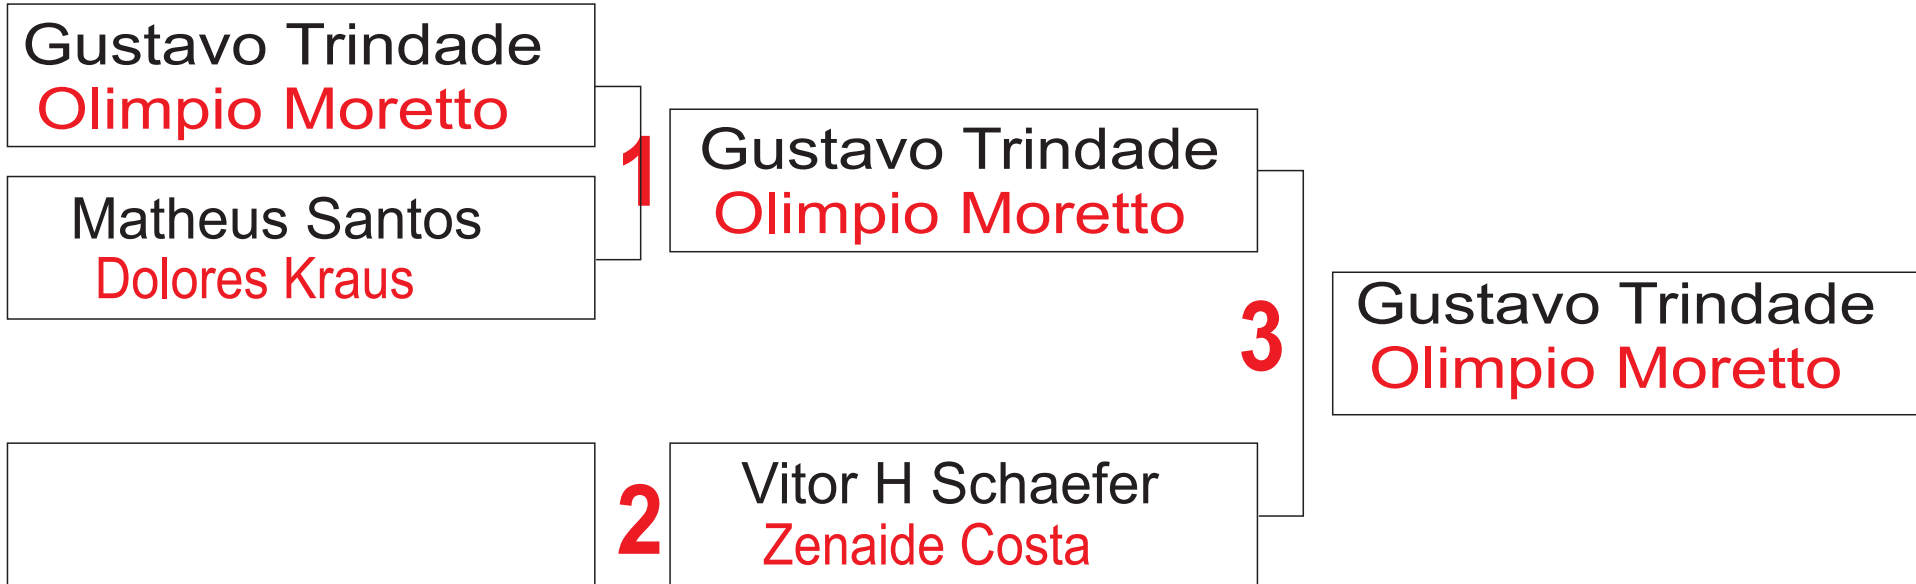 Gustavo Trindade
Olimpio Moretto
Matheus Santos
Dolores Kraus
1
Gustavo Trindade
Olimpio Moretto
2
Vitor H Schaefer
Zenaide Costa
3
Gustavo Trindade
Olimpio Moretto